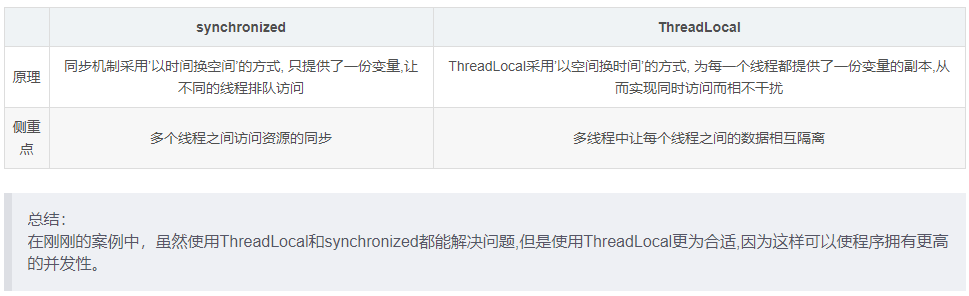 synchronized
ThreadLocal
原理
同步机制采用'以时间换空间'的方式, 只提供了一份变量,让
不同的线程排队访问
ThreadLocal采用'以空间换时间'的方式, 为每一个线程都提供了一份变量的副本,从
而实现同时访问而相不干扰
侧重
点
多个线程之间访问资源的同步
多线程中让每个线程之间的数据相互隔离
总结：
在刚刚的案例中，虽然使用ThreadLocal和synchronized都能解决问题,但是使用ThreadLocal更为合适,因为这样可以使程序拥有更高
的并发性。